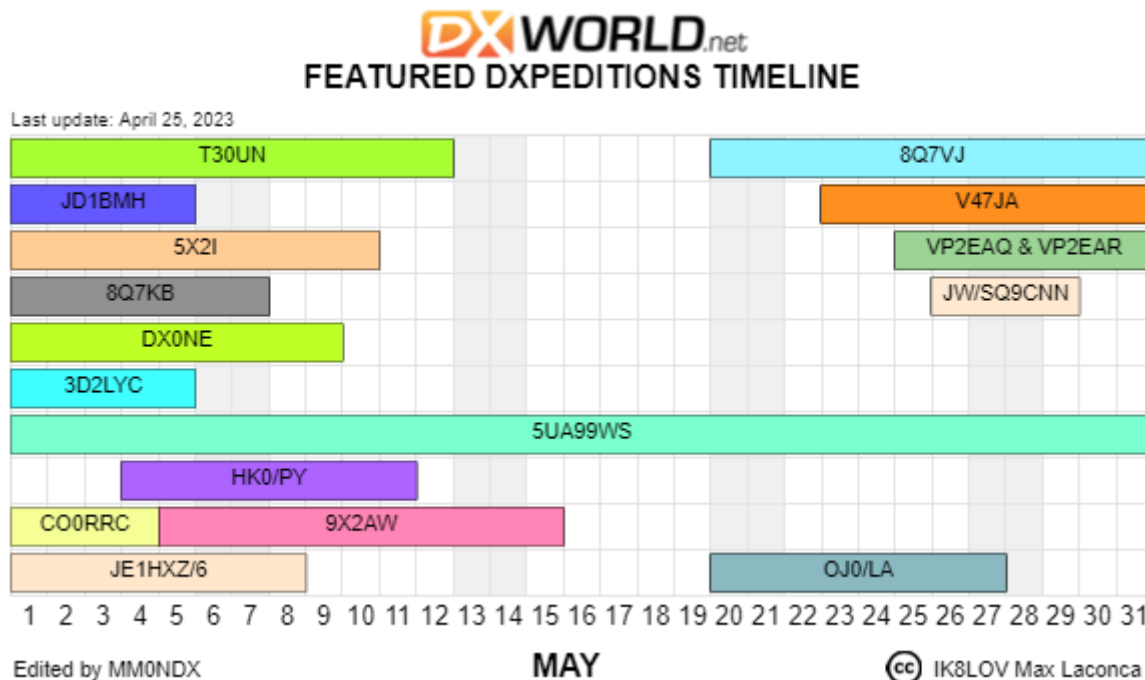 DXWORLD.net
FEATURED DXPEDITIONS TIMELINE
Last update: April 25, 2023
T30UN 8Q7VJ
JD1BMH V47JA
5X2I VP2EAQ & VP2EAR
8Q7KB JW/SQ9CNN
DX0NE
3D2LYC
5UA99WS
HK0/PY
CO0RRC 9X2AW
JE1HXZ/6 OJ0/LA
1 2 3 4 5 6 7 8 9 10 11 12 13 14 15 16 17 18 19 20 21 22 23 24 25 26 27 28 29 30 31
Edited by MM0NDX MAY cc IK8LOV Max Laconca